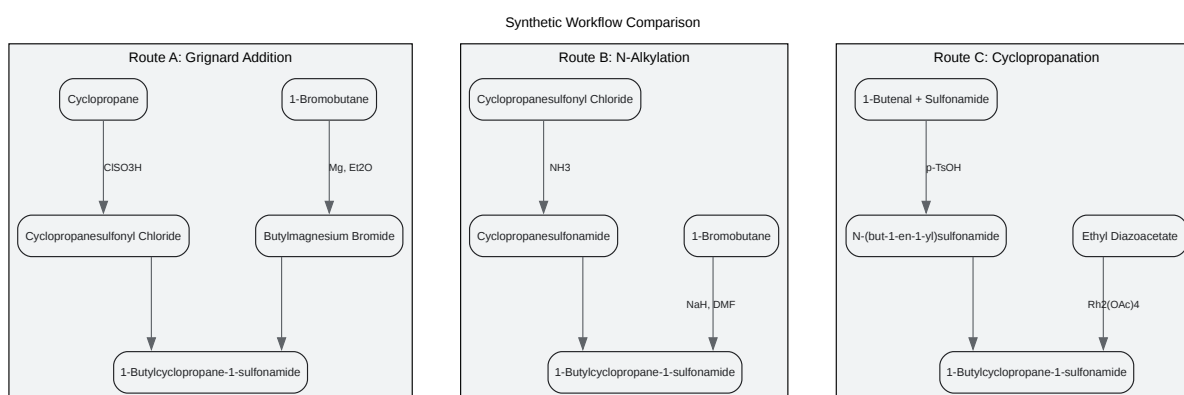 Synthetic Workflow Comparison
Route A: Grignard Addition
Cyclopropane
1-Bromobutane
ClSO3H
Mg, Et2O
Cyclopropanesulfonyl Chloride
Butylmagnesium Bromide
1-Butylcyclopropane-1-sulfonamide
Route B: N-Alkylation
Cyclopropanesulfonyl Chloride
NH3
Cyclopropanesulfonamide
1-Bromobutane
NaH, DMF
1-Butylcyclopropane-1-sulfonamide
Route C: Cyclopropanation
1-Butenal + Sulfonamide
p-TsOH
N-(but-1-en-1-yl)sulfonamide
Ethyl Diazoacetate
Rh2(OAc)4
1-Butylcyclopropane-1-sulfonamide